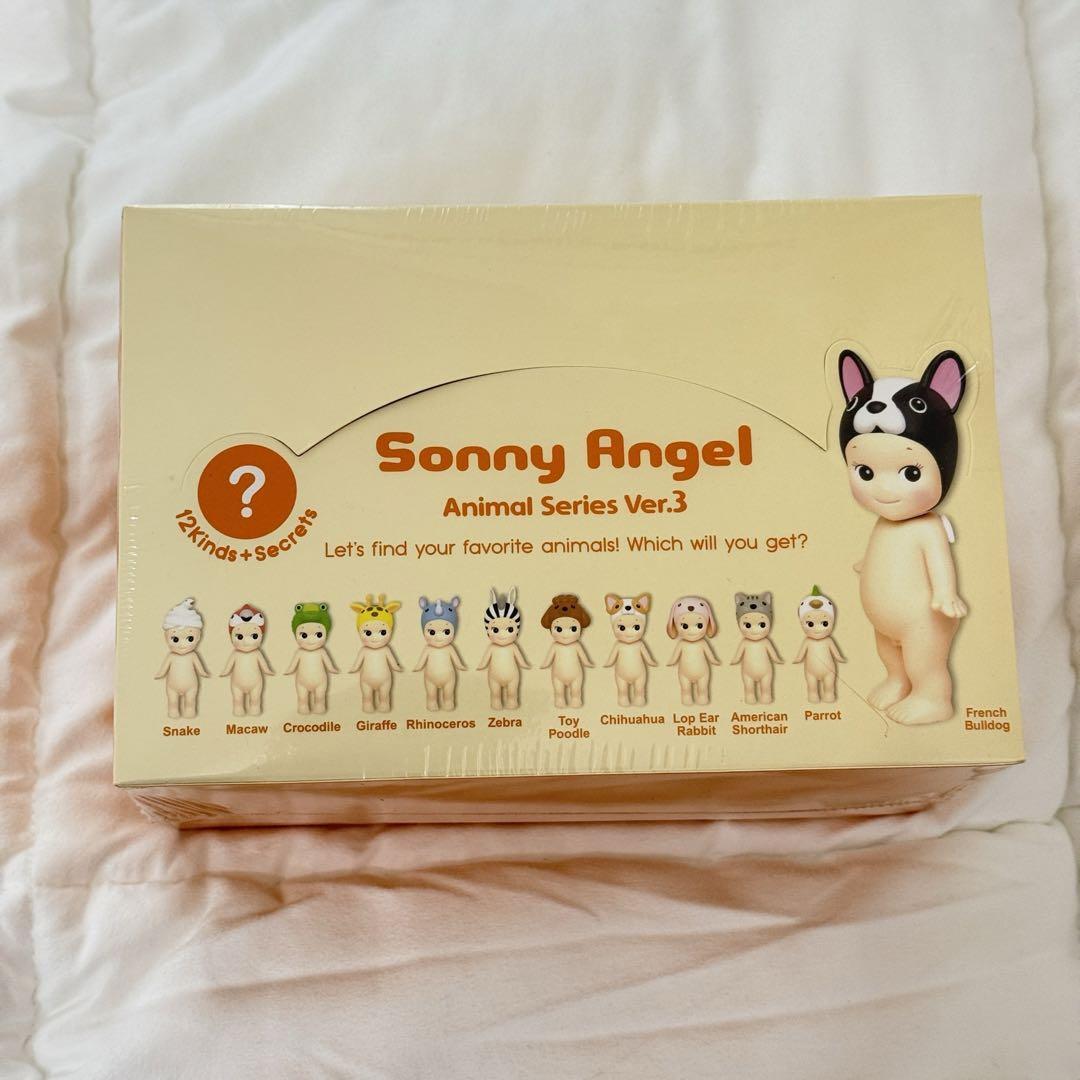 Sonny Angel
Animal Series Ver.3
?
12Kinds+Secrets
Let's find your favorite animals! Which will you get?
Snake
Macaw
Crocodile
Giraffe
Rhinoceros
Zebra
Toy
Poodle
Chihuahua
Lop Ear
Rabbit
American
Shorthair
Parrot
French
Bulldog